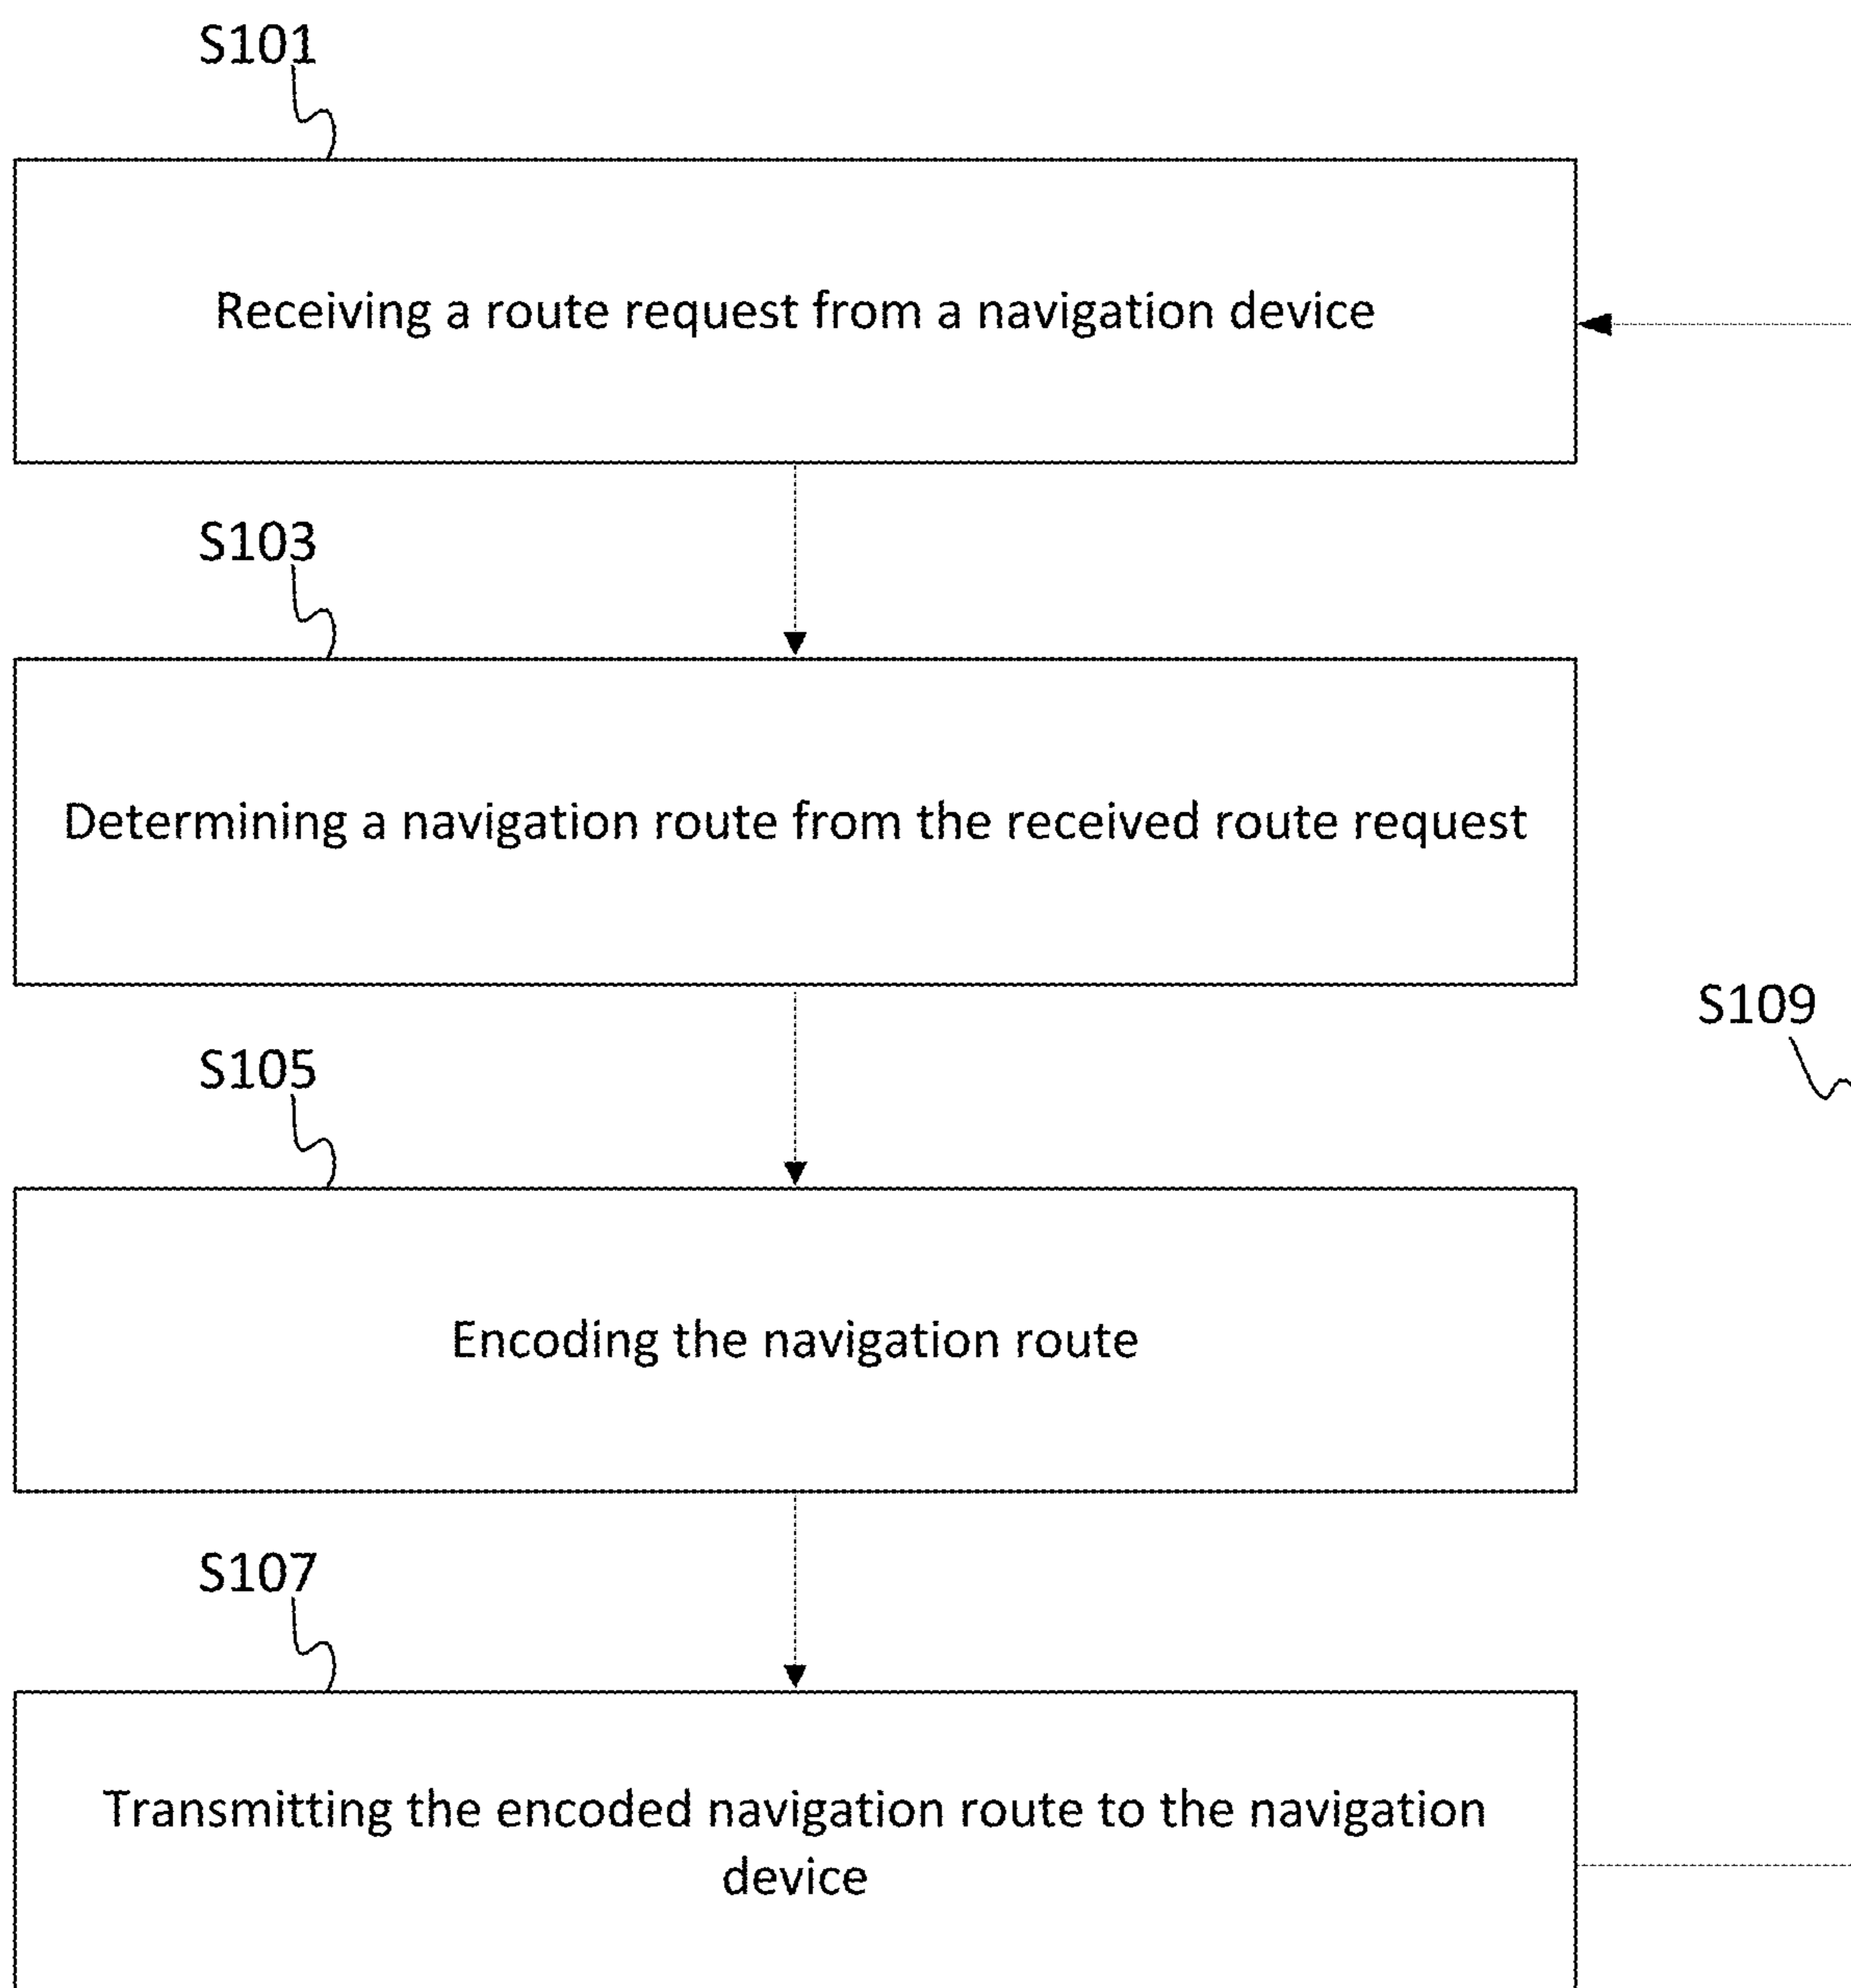 S101
Receiving a route request from a navigation device
S103
Determining a navigation route from the received route request
S109
S105
Encoding the navigation route
S107
Transmitting the encoded navigation route to the navigation
device